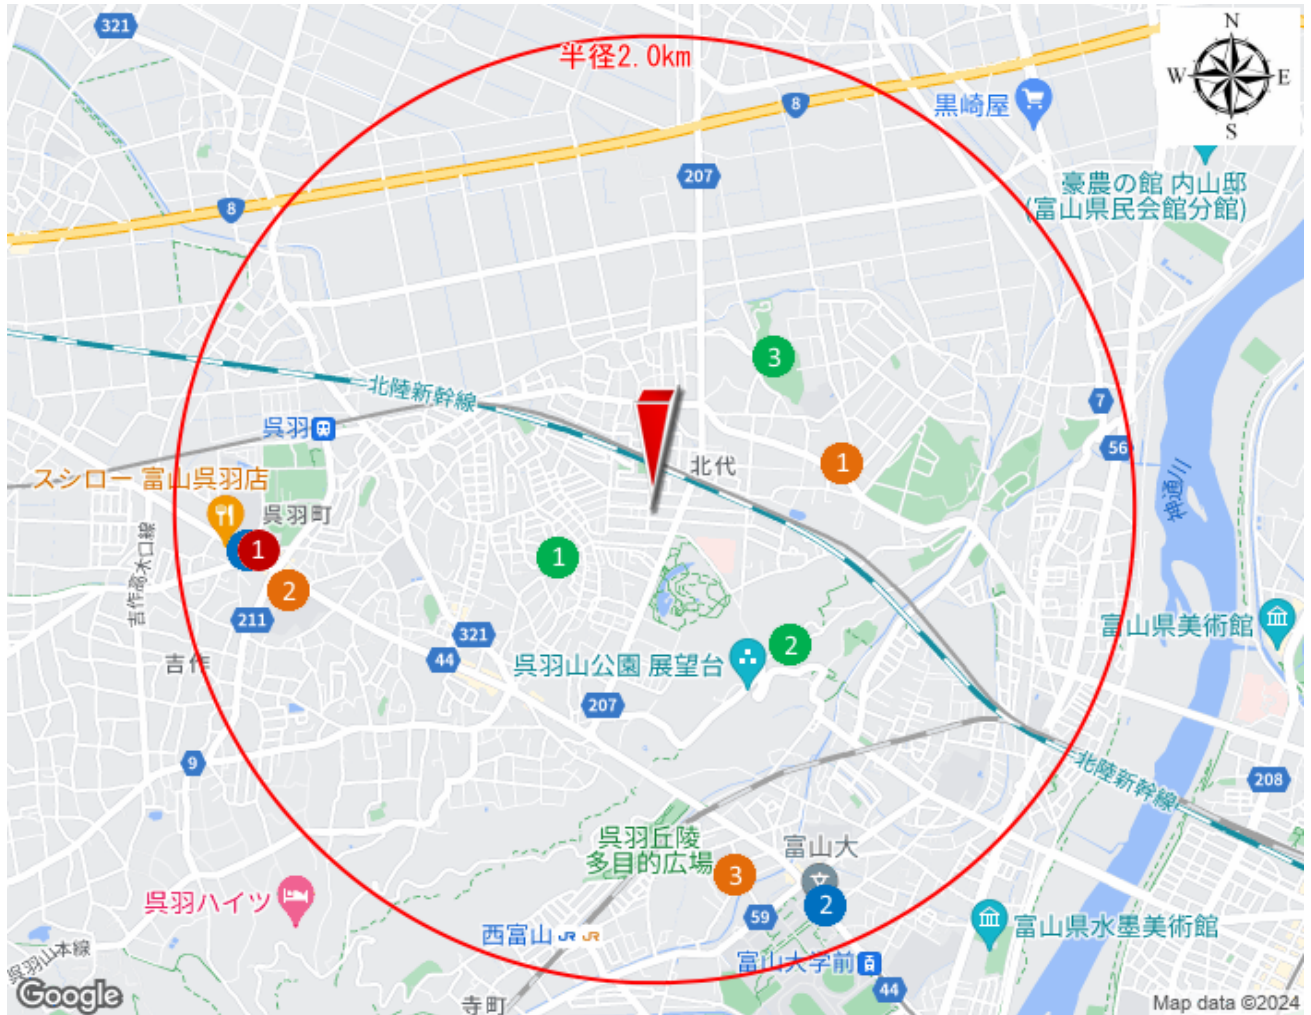 321
半径2.0km
N
W
E
S
8
黒崎屋
207
豪農の館 内山邸
(富山県民会館分館)
8
3
北陸新幹線
7
呉羽
56
北代
1
スシロー 富山呉羽店
呉羽町
神通川
1
1
2
吉作高木口線
211
富山県美術館
321
2
吉作
44
呉羽山公園 展望台
207
9
北陸新幹線
208
呉羽丘陵
多目的広場
富山大
3
呉羽ハイツ
2
59
西富山 JR JR
富山県水墨美術館
呉羽山本線
富山大学前
44
寺町
Google
Map data ©2024